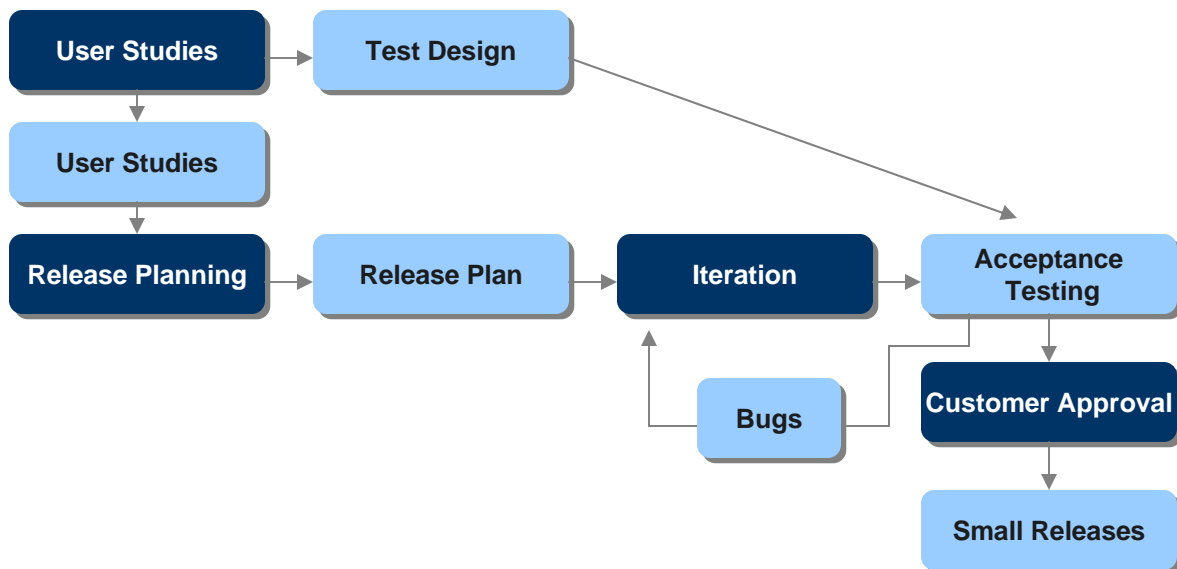 User Studies
Test Design
User Studies
Release Planning
Release Plan
Iteration
Acceptance
Testing
Bugs
Customer Approval
Small Releases